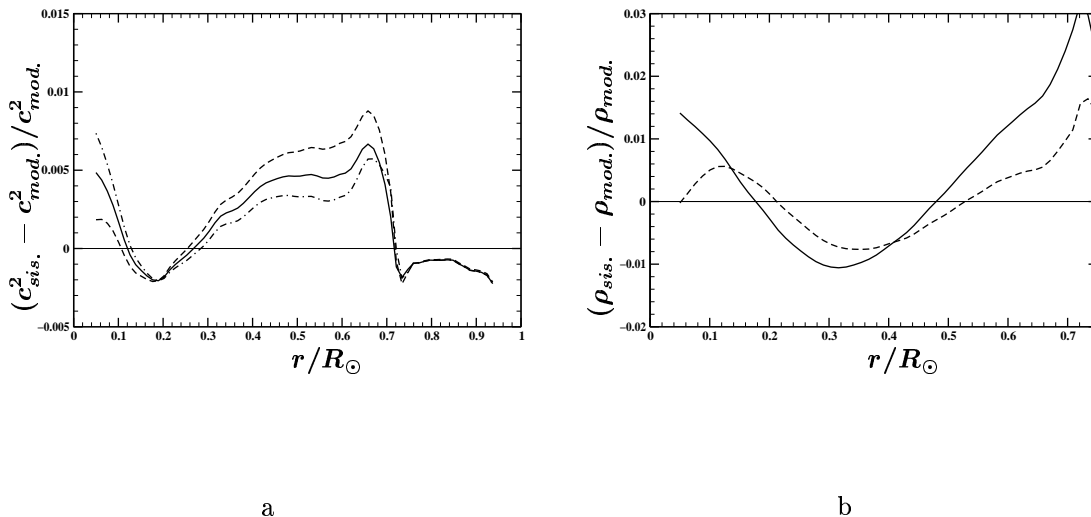 0.015
0.01
0.005
0
−0.005
(c²sis. − c²mod.)/c²mod.
0 0.1 0.2 0.3 0.4 0.5 0.6 0.7 0.8 0.9 1
r/R⊙
a
0.03
0.02
0.01
0
−0.01
−0.02
(ρsis. − ρmod.)/ρmod.
0 0.1 0.2 0.3 0.4 0.5 0.6 0.7
r/R⊙
b